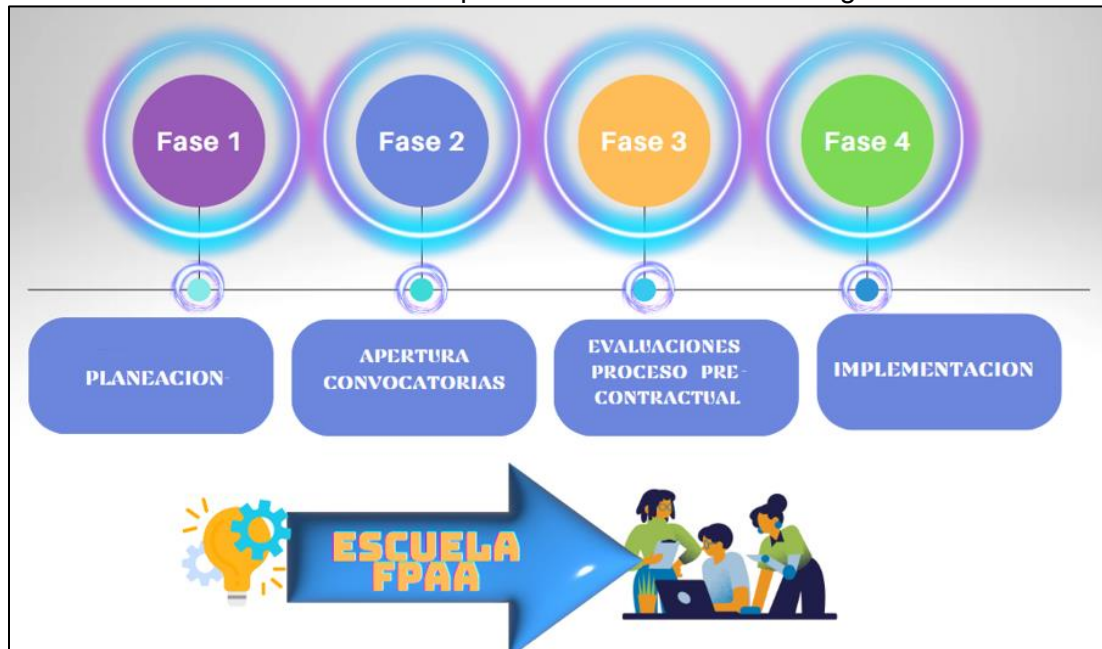 Fase 1
Fase 2
Fase 3
Fase 4
PLANEACION-
APERTURA
CONVOCATORIAS
EVALUACIONES
PROCESO PRE-
CONTRACTUAL
IMPLEMENTACION
ESCUELA
FPAA